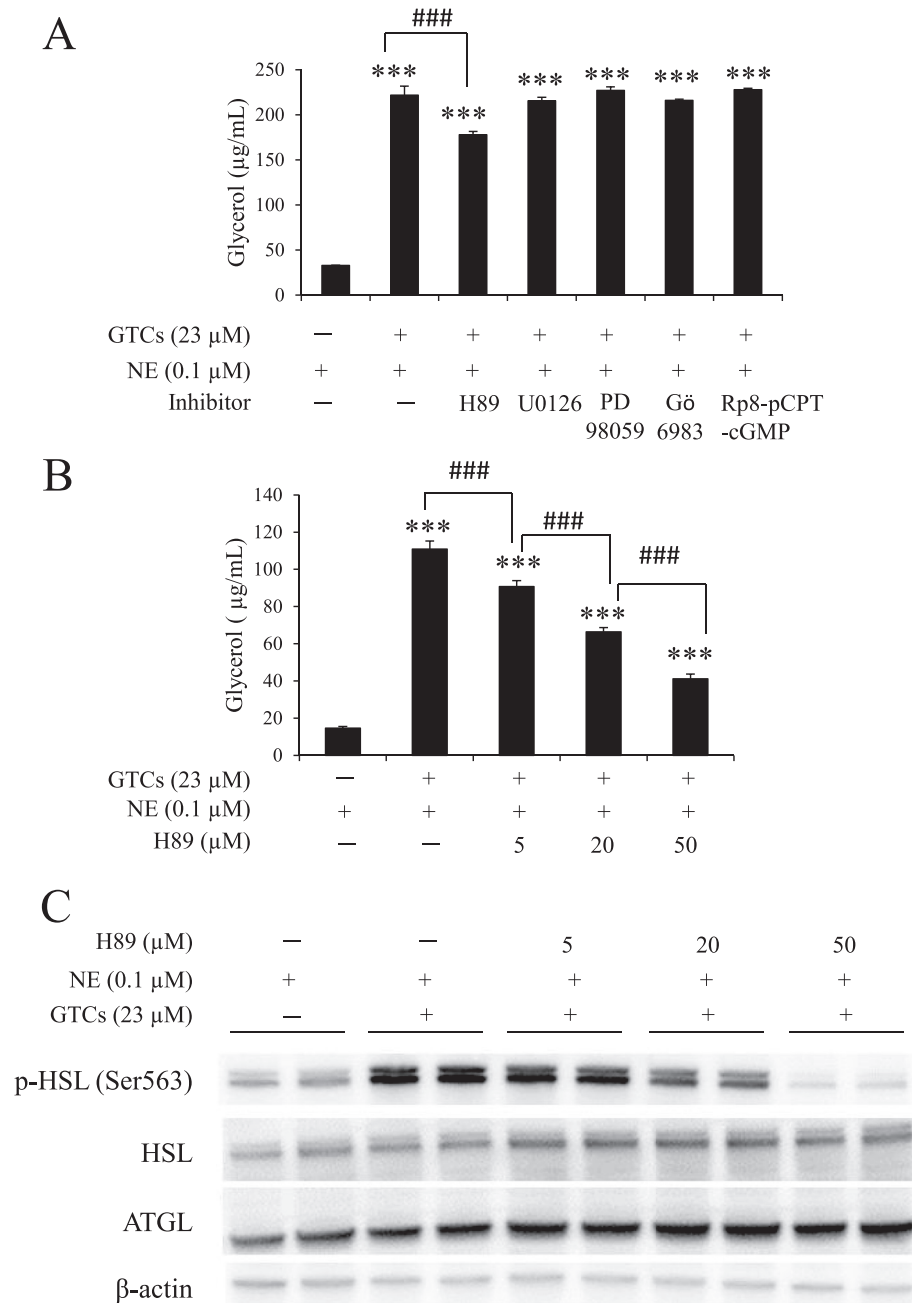 A
###
*** *** *** *** *** ***
250
200
150
100
50
0
Glycerol (µg/mL)
GTCs (23 µM) — + + + + + +
NE (0.1 µM) + + + + + + +
Inhibitor — — H89 U0126 PD 98059 Gö 6983 Rp8-pCPT -cGMP
B
###
###
###
*** *** *** ***
140
120
100
80
60
40
20
0
Glycerol ( µg/mL)
GTCs (23 µM) — + + + +
NE (0.1 µM) + + + + +
H89 (µM) — — 5 20 50
C
H89 (µM) — — 5 20 50
NE (0.1 µM) + + + + +
GTCs (23 µM) — + + + +
p-HSL (Ser563)
HSL
ATGL
β-actin